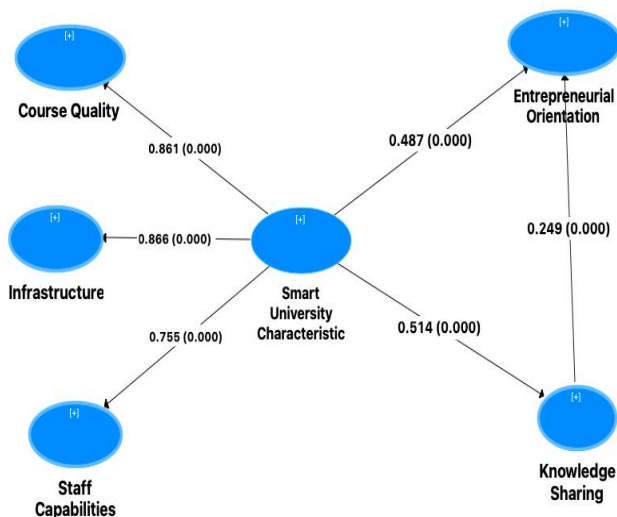 [+]
Course Quality
[+]
Entrepreneurial
Orientation
0.861 (0.000)
0.487 (0.000)
[+]
Infrastructure
0.866 (0.000)
[+]
Smart
University
Characteristic
0.249 (0.000)
0.755 (0.000)
0.514 (0.000)
[+]
Staff
Capabilities
[+]
Knowledge
Sharing